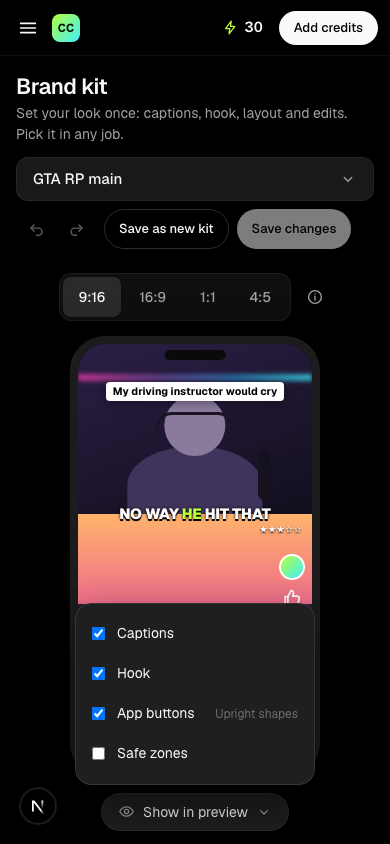 CC
30
Add credits
Brand kit
Set your look once: captions, hook, layout and edits.
Pick it in any job.
GTA RP main
Save as new kit
Save changes
9:16
16:9
1:1
4:5
My driving instructor would cry
NO WAY HE HIT THAT
★★★☆☆
Captions
Hook
App buttons
Upright shapes
Safe zones
N
Show in preview